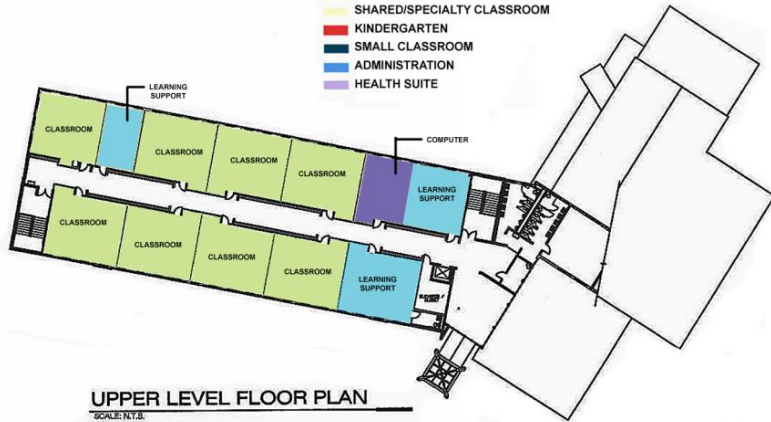 SHARED/SPECIALTY CLASSROOM
KINDERGARTEN
SMALL CLASSROOM
ADMINISTRATION
HEALTH SUITE
LEARNING
SUPPORT
COMPUTER
CLASSROOM
CLASSROOM
CLASSROOM
CLASSROOM
LEARNING
SUPPORT
CLASSROOM
CLASSROOM
CLASSROOM
CLASSROOM
LEARNING
SUPPORT
UPPER LEVEL FLOOR PLAN
SCALE: N.T.S.